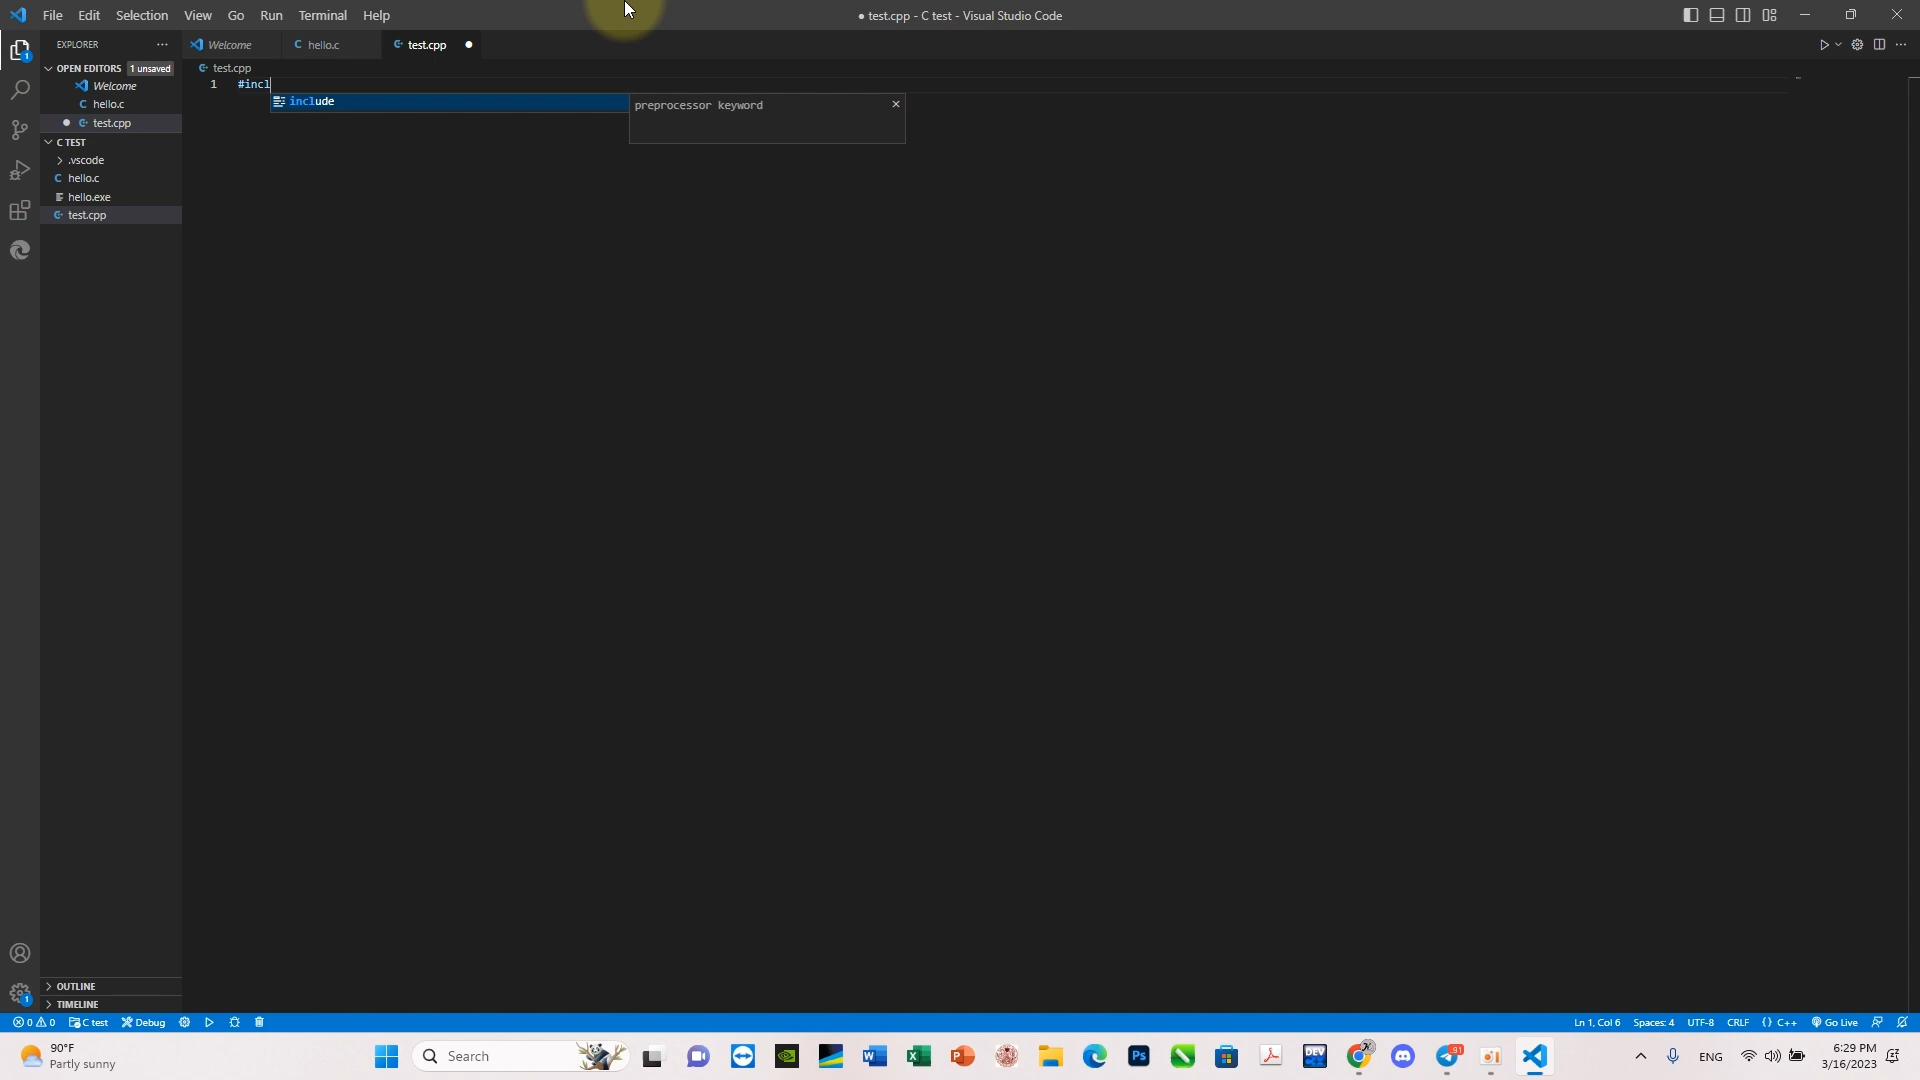 File Edit Selection View Go Run Terminal Help
● test.cpp - C test - Visual Studio Code
EXPLORER
Welcome
hello.c
test.cpp
OPEN EDITORS 1 unsaved
Welcome
hello.c
test.cpp
C TEST
.vscode
hello.c
hello.exe
test.cpp
OUTLINE
TIMELINE
test.cpp
1 #incl
include
preprocessor keyword
0 0 C test Debug
Ln 1, Col 6 Spaces: 4 UTF-8 CRLF {} C++ Go Live
90°F
Partly sunny
Search
Ps
DEV
91
ENG
6:29 PM
3/16/2023